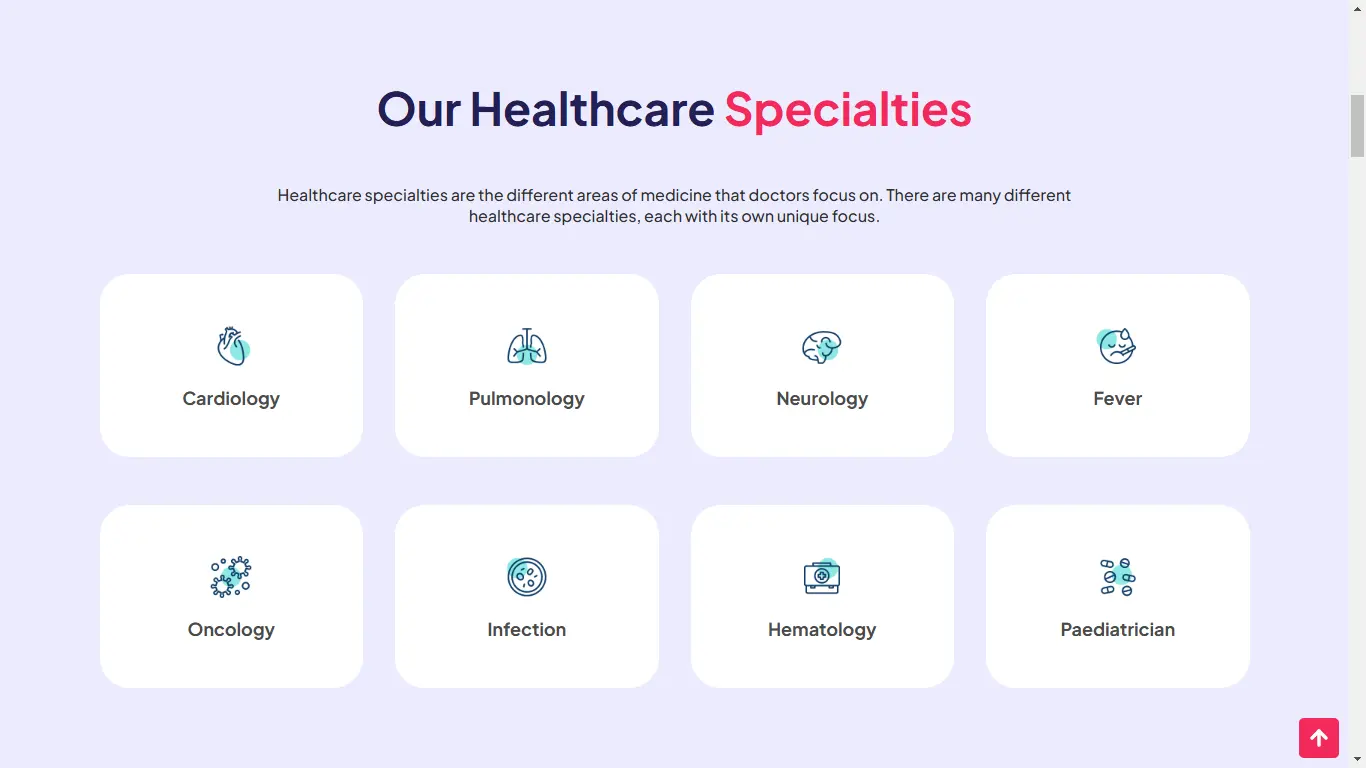 Our Healthcare Specialties
Healthcare specialties are the different areas of medicine that doctors focus on. There are many different
healthcare specialties, each with its own unique focus.
Cardiology
Pulmonology
Neurology
Fever
Oncology
Infection
Hematology
Paediatrician